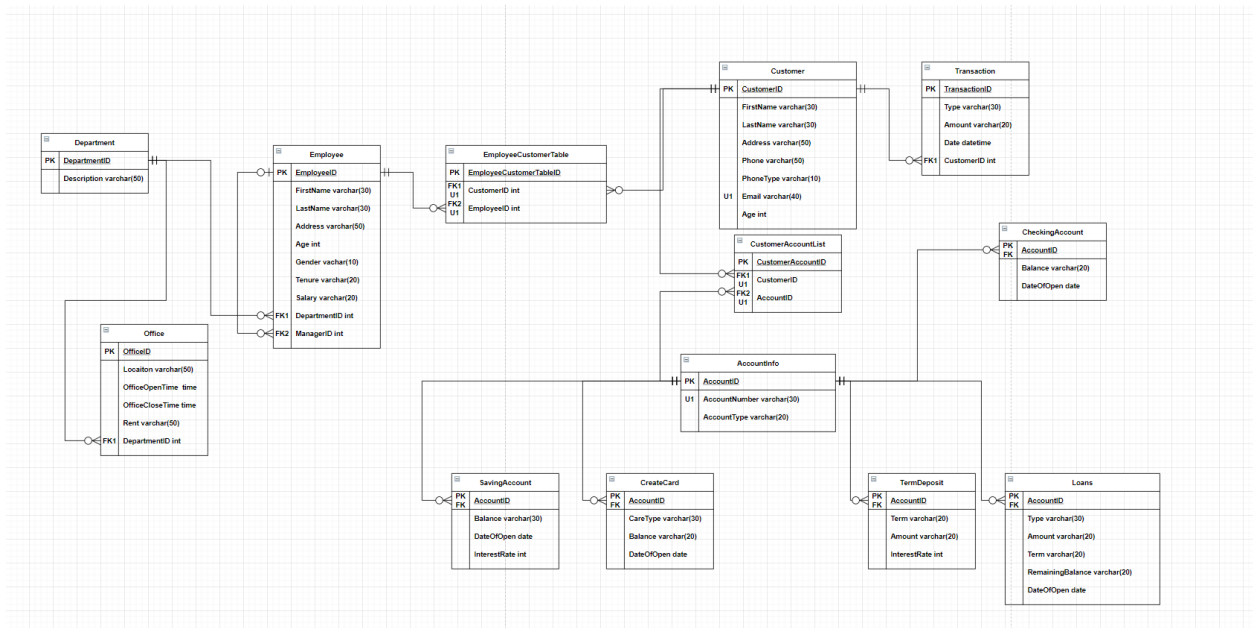 Department
PK DepartmentID
Description varchar(50)
Office
PK OfficeID
Locaiton varchar(50)
OfficeOpenTime time
OfficeCloseTime time
Rent varchar(50)
FK1 DepartmentID int
Employee
PK EmployeeID
FirstName varchar(30)
LastName varchar(30)
Address varchar(50)
Age int
Gender vachar(10)
Tenure varchar(20)
Salary varchar(20)
FK1 DepartmentID int
FK2 ManagerID int
EmployeeCustomerTable
PK EmployeeCustomerTableID
FK1 U1 CustomerID int
FK2 U1 EmployeeID int
Customer
PK CustomerID
FirstName varchar(30)
LastName varchar(30)
Address varchar(50)
Phone varchar(50)
PhoneType varchar(10)
U1 Email varchar(40)
Age int
Transaction
PK TransactionID
Type varchar(30)
Amount varchar(20)
Date datetime
FK1 CustomerID int
CustomerAccountList
PK CustomerAccountID
FK1 U1 CustomerID
FK2 U1 AccountID
CheckingAccount
PK FK AccountID
Balance varchar(20)
DateOfOpen date
AccountInfo
PK AccountID
U1 AccountNumber varchar(30)
AccountType varchar(20)
SavingAccount
PK FK AccountID
Balance varchar(30)
DateOfOpen date
InterestRate int
CreateCard
PK FK AccountID
CareType varchar(30)
Balance varchar(20)
DateOfOpen date
TermDeposit
PK FK AccountID
Term varchar(20)
Amount varchar(20)
InterestRate int
Loans
PK FK AccountID
Type varchar(30)
Amount varchar(20)
Term varchar(20)
RemainingBalance varchar(20)
DateOfOpen date